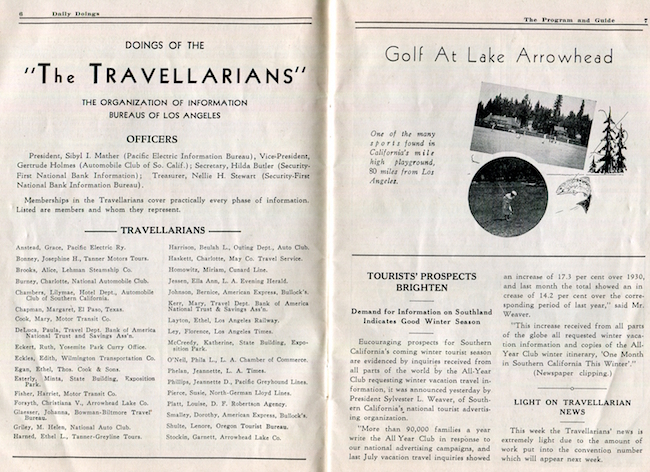 6 Daily Doings
DOINGS OF THE
"THE TRAVELLARIANS"
THE ORGANIZATION OF INFORMATION
BUREAUS OF LOS ANGELES
OFFICERS
President, Sibyl I. Mather (Pacific Electric Information Bureau), Vice-President,
Gertrude Holmes (Automobile Club of So. Calif.); Secretary, Hilda Butler (Security-
First National Bank Information); Treasurer, Nellie H. Stewart (Security-First
National Bank Information Bureau).
Memberships in the Travellarians cover practically every phase of information.
Listed are members and whom they represent.
TRAVELLARIANS
Anstead, Grace, Pacific Electric Ry.
Bonney, Josephine H., Tanner Motors Tours.
Brooks, Alice, Lehman Steamship Co.
Burney, Charlotte, National Automobile Club.
Chambers, Lilymae, Hotel Dept., Automobile
Club of Southern California.
Chapman, Margaret, El Paso, Texas.
Cook, Mary, Motor Transit Co.
DeLoca, Paula, Travel Dept. Bank of America
National Trust & Savings Ass'n.
Eckert, Ruth, Yosemite Park Curry Office.
Eckles, Edith, Wilmington Transportation Co.
Egan, Ethel, Thos. Cook & Sons.
Esterly, Minta, State Building, Exposition
Park.
Fisher, Harriet, Motor Transit Co.
Forsyth, Christiana V., Arrowhead Lake Co.
Glaesser, Johanna, Bowman-Biltmore Travel
Bureau.
Griley, M. Helen, National Auto Club.
Harned, Ethel L., Tanner-Greyline Tours.
Harrison, Beulah L., Outing Dept., Auto Club.
Haskett, Charlotte, May Co. Travel Service.
Homowitz, Miriam, Cunard Line.
Jessen, Ella Ann, L. A. Evening Herald.
Johnson, Bernice, American Express, Bullock's.
Kerr, Mary, Travel Dept. Bank of America
National Trust & Savings Ass'n.
Layton, Ethel, Los Angeles Railway.
Ley, Florence, Los Angeles Times.
McCreedy, Katherine, State Building, Expo-
sition Park.
O'Neil, Phila L., L. A. Chamber of Commerce.
Phelan, Jeannette, L. A. Times.
Phillips, Jeannette D., Pacific Greyhound Lines.
Pierce, Susie, North-German Lloyd Lines.
Platt, Louise, D. F. Robertson Agency.
Smalley, Dorothy, American Express, Bullock's.
Shulte, Lenore, Oregon Tourist Bureau.
Stockin, Garnett, Arrowhead Lake Co.
The Program and Guide 7
Golf At Lake Arrowhead
One of the many
sports found in
California's mile
high playground,
80 miles from Los
Angeles.
TOURISTS' PROSPECTS
BRIGHTEN
Demand for Information on Southland
Indicates Good Winter Season
Encouraging prospects for Southern
California's coming winter tourist season
are evidenced by inquiries received from
all parts of the world by the All-Year
Club requesting winter vacation travel in-
formation, it was announced yesterday by
President Sylvester L. Weaver, of South-
ern California's national tourist advertis-
ing organization.
"More than 90,000 families a year
write the All Year Club in response to
our national advertising campaigns, and
last July vacation travel inquiries showed
an increase of 17.3 per cent over 1930,
and last month the total showed an in
crease of 14.2 per cent over the corre-
sponding period of last year," said Mr.
Weaver.
"This increase received from all parts
of the globe all requested winter vaca-
tion information and copies of the All-
Year Club winter itinerary, 'One Month
in Southern California This Winter'."
(Newspaper clipping.)
LIGHT ON TRAVELLARIAN
NEWS
This week the Travellarians' news is
extremely light due to the amount of
work put into the convention number
which will appear next week.